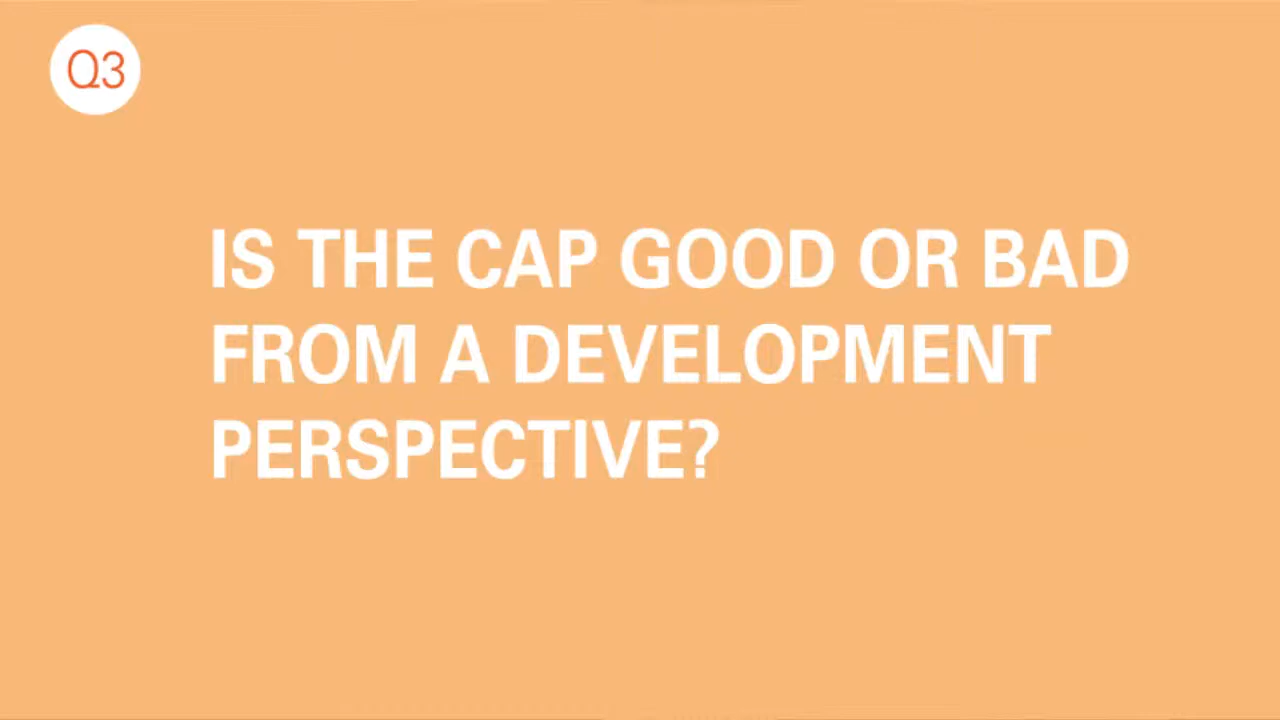 Q3
IS THE CAP GOOD OR BAD
FROM A DEVELOPMENT
PERSPECTIVE?